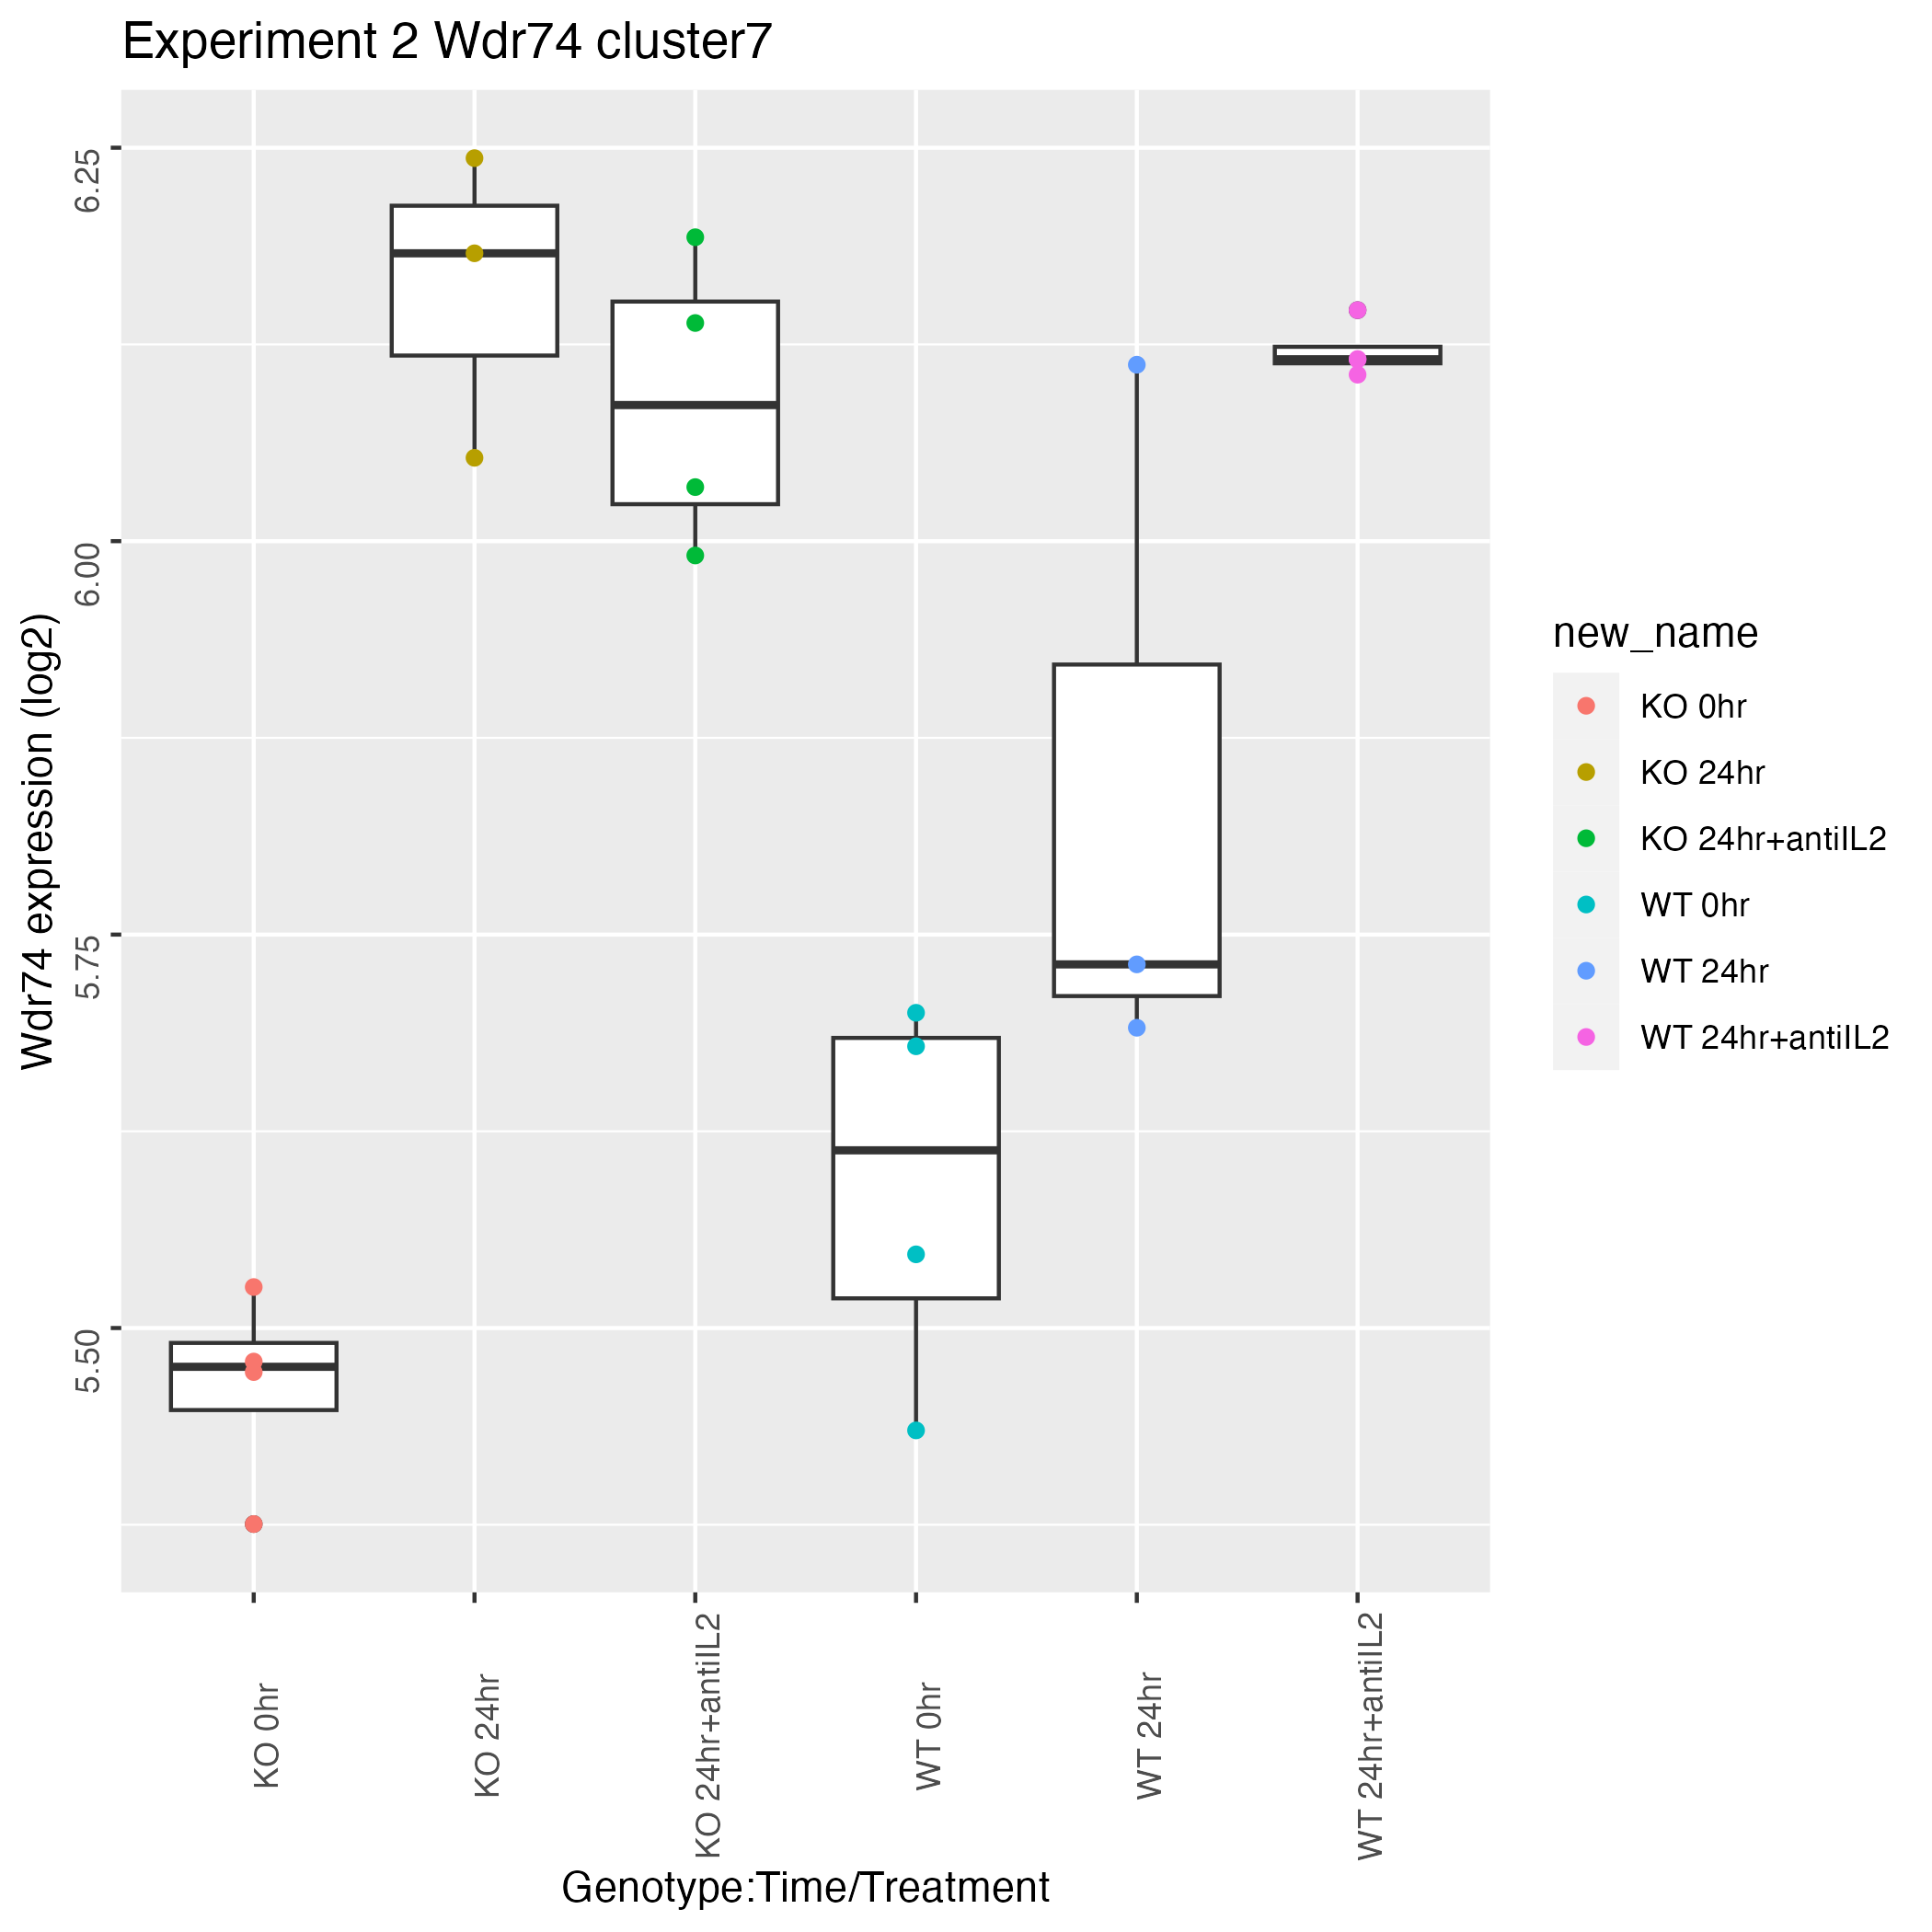 Experiment 2 Wdr74 cluster7
Wdr74 expression (log2)
6.25
6.00
5.75
5.50
KO 0hr
KO 24hr
KO 24hr+antiIL2
WT 0hr
WT 24hr
WT 24hr+antiIL2
Genotype:Time/Treatment
new_name
KO 0hr
KO 24hr
KO 24hr+antiIL2
WT 0hr
WT 24hr
WT 24hr+antiIL2